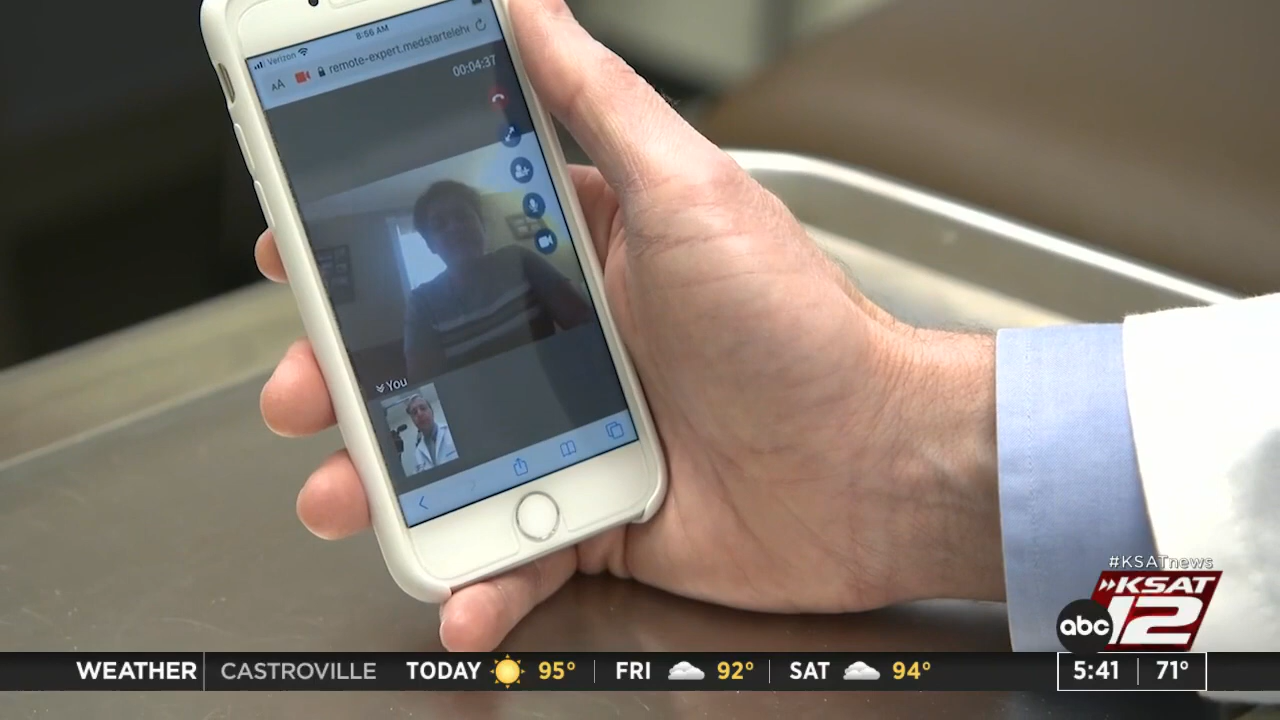 Verizon
8:56 AM
AA remote-expert.medstarteleh
00:04:37
You
#KSATnews
KSAT
abc 12
WEATHER CASTROVILLE TODAY 95° FRI 92° SAT 94° 5:41 71°